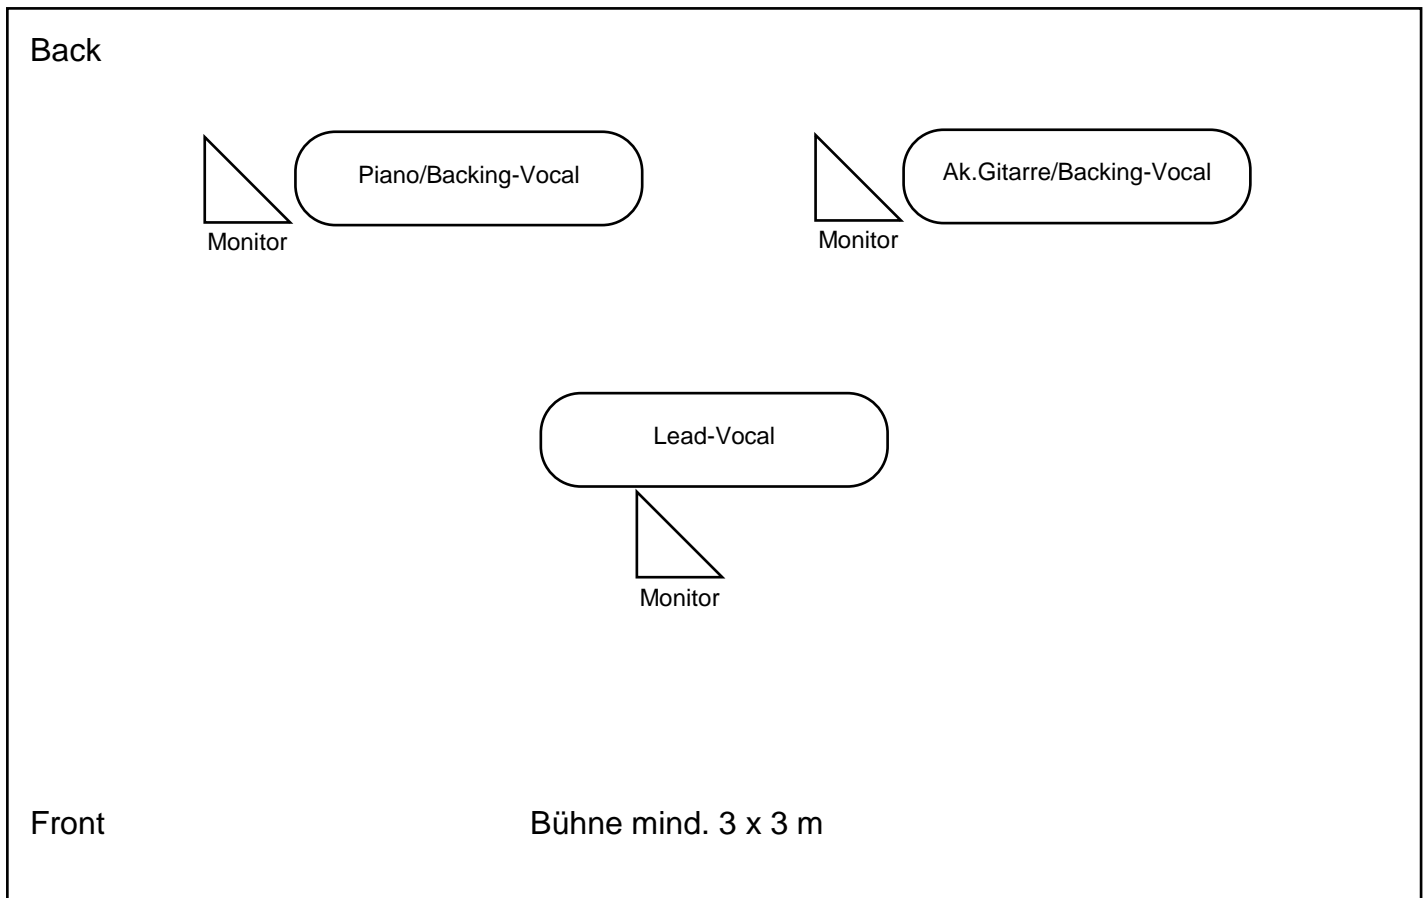 Back
Piano/Backing-Vocal
Ak.Gitarre/Backing-Vocal
Monitor
Monitor
Lead-Vocal
Monitor
Front
Bühne mind. 3 x 3 m